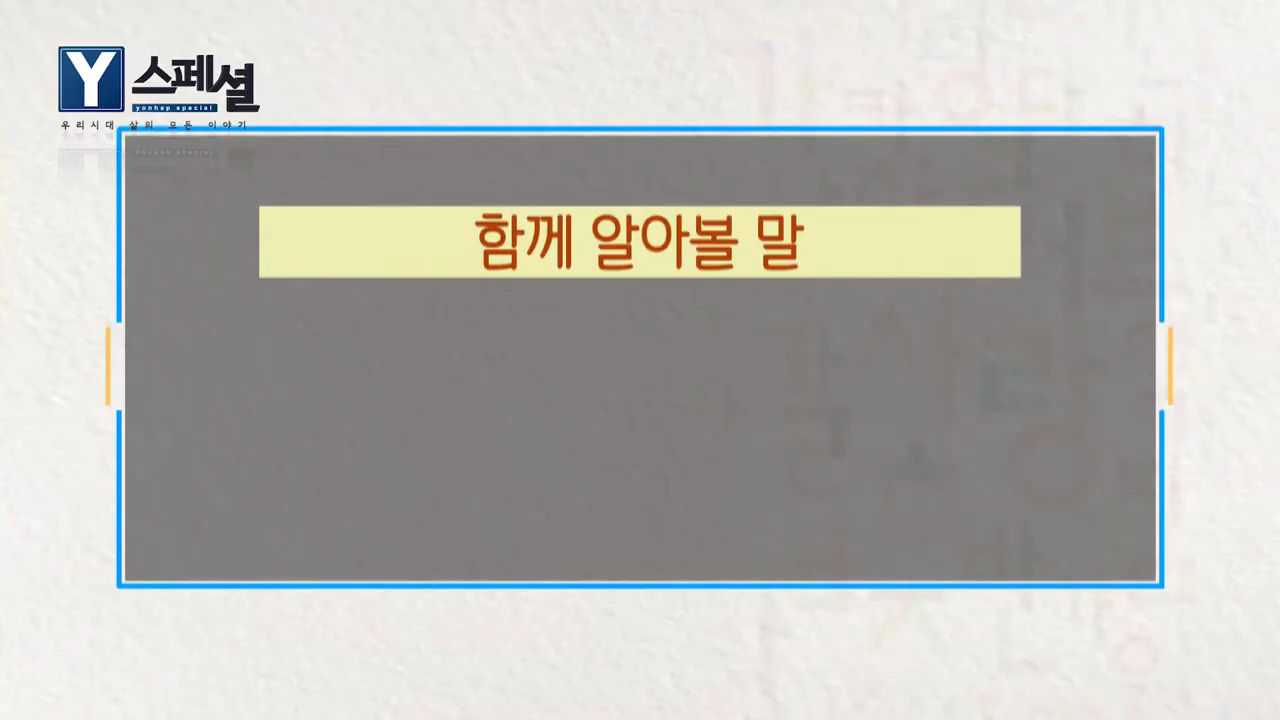 Y 스페셜
yonhap special
우리시대 삶의 모든 이야기
함께 알아볼 말